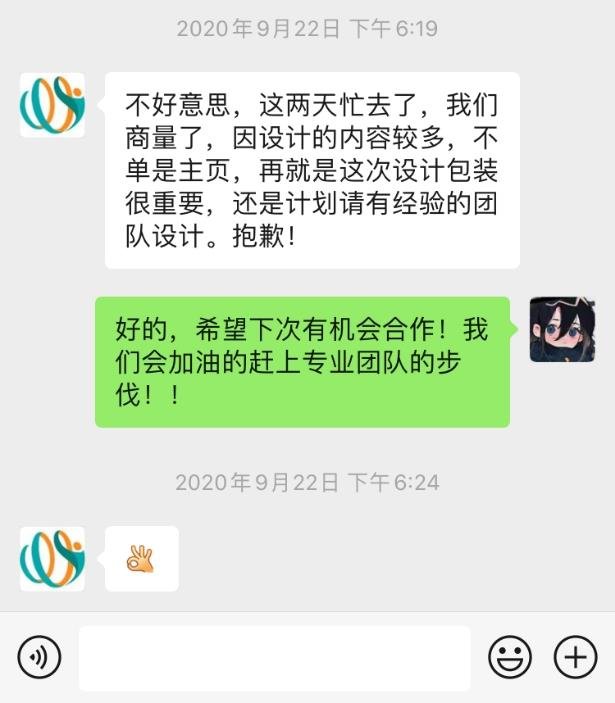 2020年9月22日 下午6:19
不好意思，这两天忙去了，我们
商量了，因设计的内容较多，不
单是主页，再就是这次设计包装
很重要，还是计划请有经验的团
队设计。抱歉！
好的，希望下次有机会合作！我
们会加油的赶上专业团队的步
伐！！
2020年9月22日 下午6:24